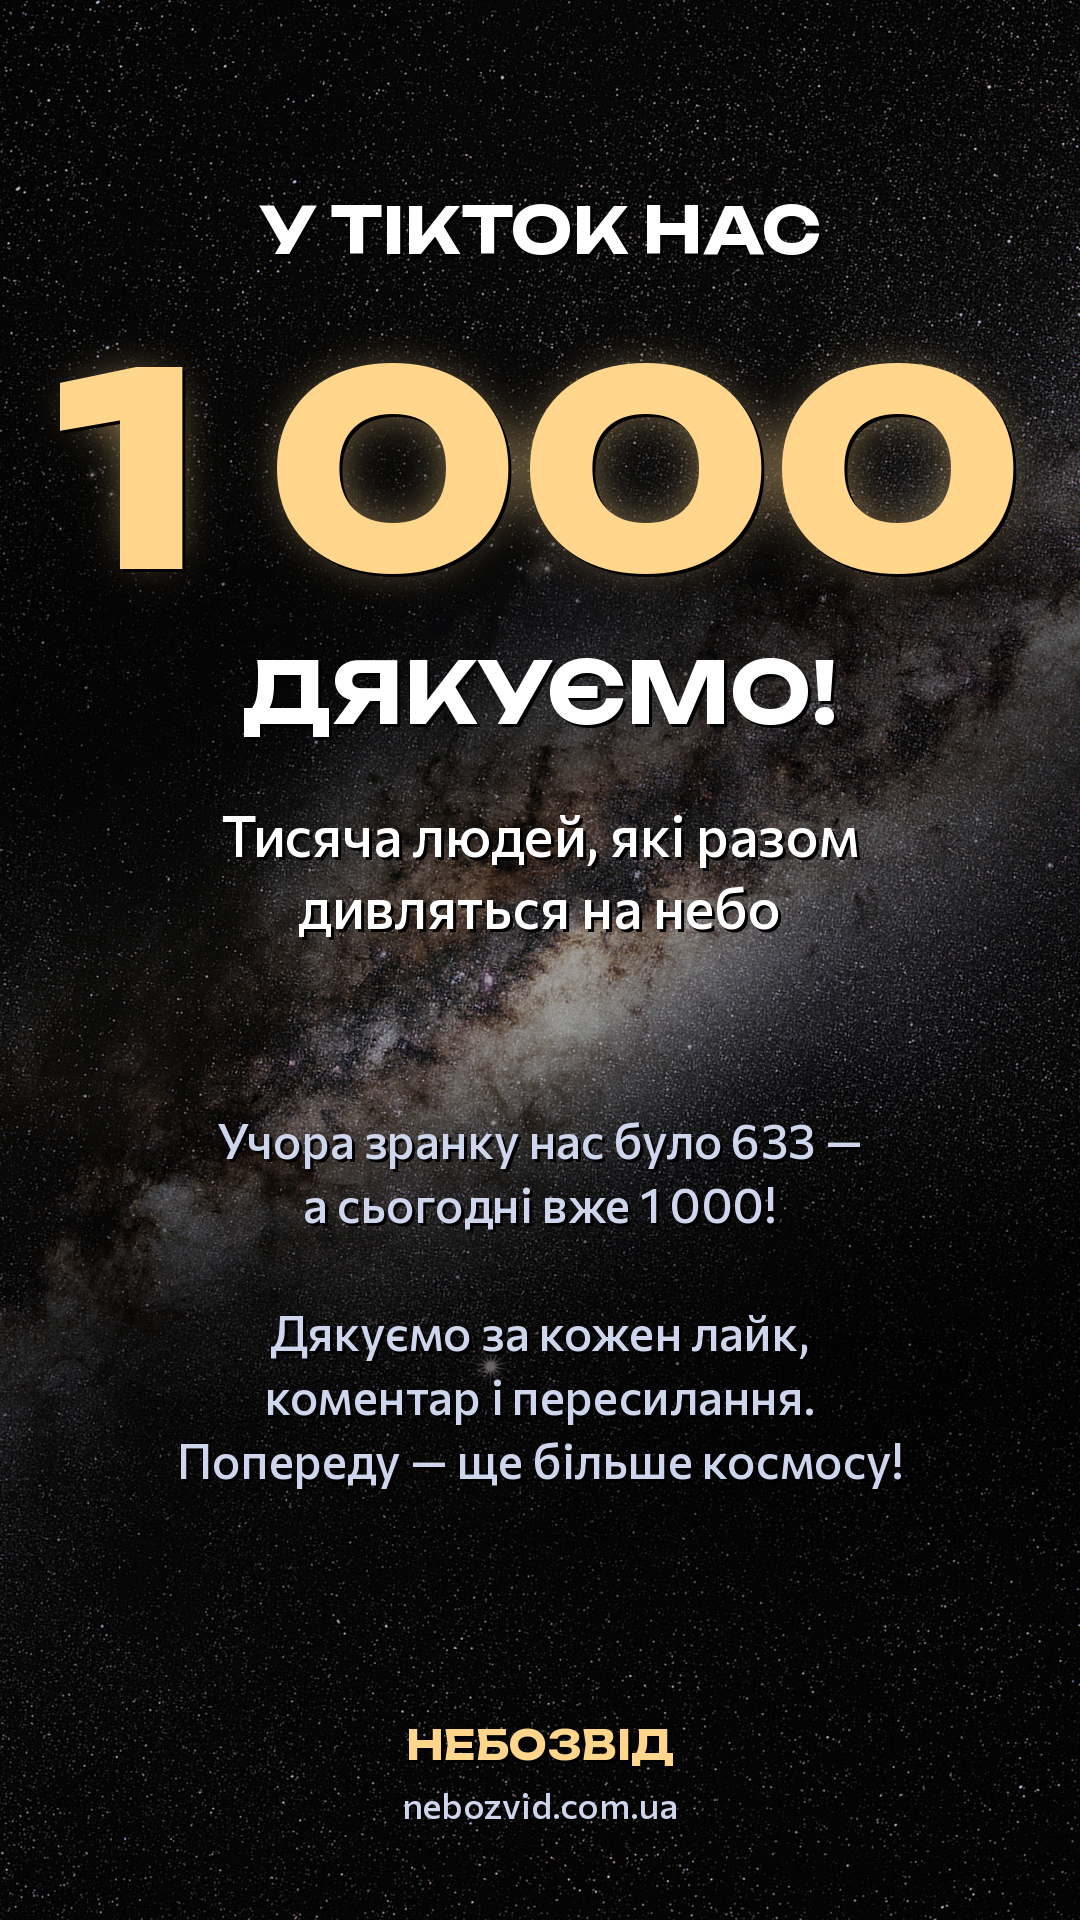 У ТІКТОК НАС
1 000
ДЯКУЄМО!
Тисяча людей, які разом
дивляться на небо
Учора зранку нас було 633 —
а сьогодні вже 1 000!
Дякуємо за кожен лайк,
коментар і пересилання.
Попереду — ще більше космосу!
НЕБОЗВІД
nebozvid.com.ua